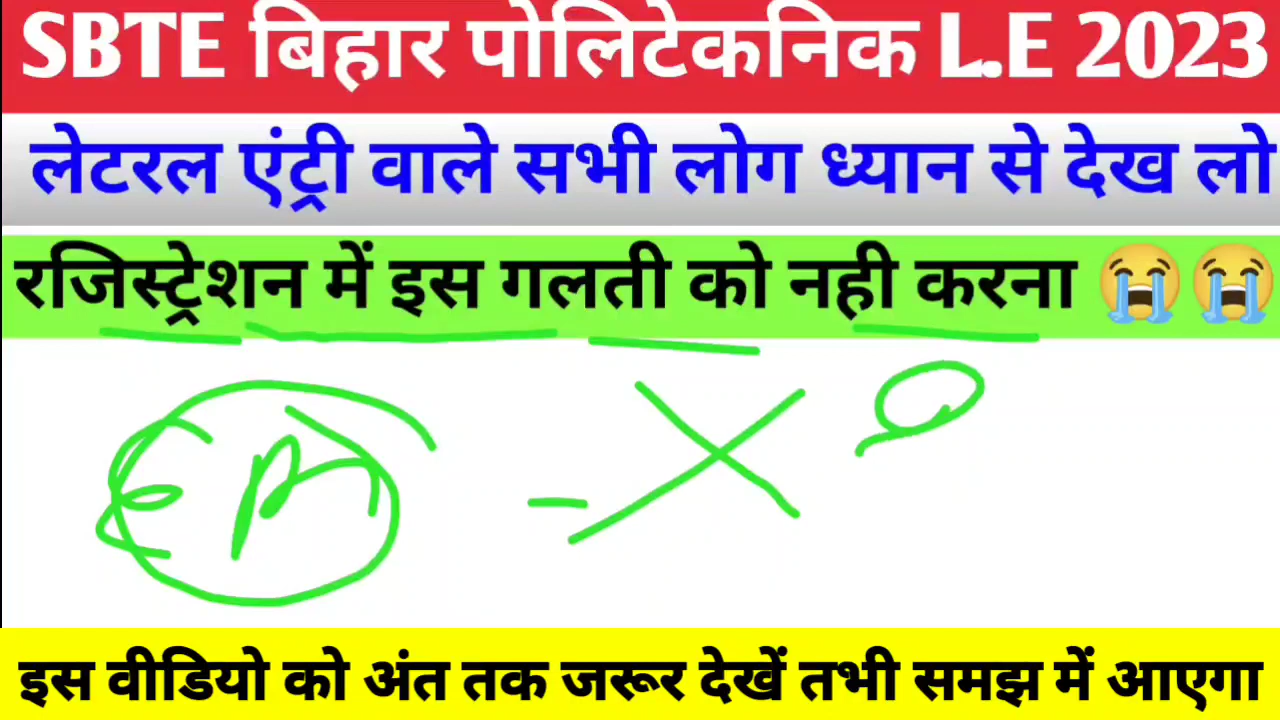 SBTE बिहार पोलिटेकनिक L.E 2023
लेटरल एंट्री वाले सभी लोग ध्यान से देख लो
रजिस्ट्रेशन में इस गलती को नही करना 😭😭
इस वीडियो को अंत तक जरूर देखें तभी समझ में आएगा